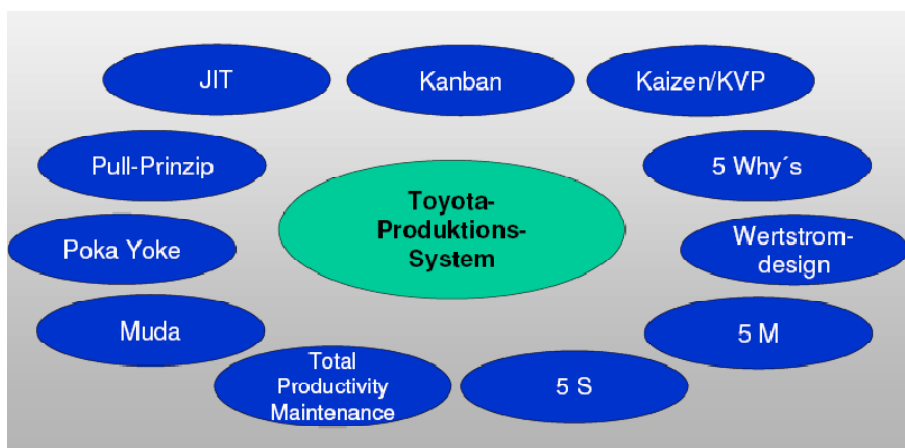 JIT
Kanban
Kaizen/KVP
Pull-Prinzip
5 Why´s
Toyota-
Produktions-
System
Poka Yoke
Wertstrom-
design
Muda
5 M
Total
Productivity
Maintenance
5 S